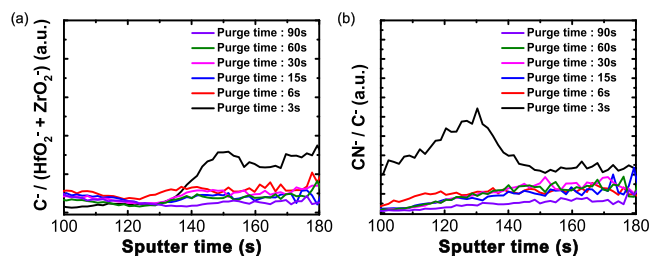 (a)
C⁻ / (HfO₂⁻ + ZrO₂⁻) (a.u.)
Purge time : 90s
Purge time : 60s
Purge time : 30s
Purge time : 15s
Purge time : 6s
Purge time : 3s
100 120 140 160 180
Sputter time (s)
(b)
CN⁻ / C⁻ (a.u.)
Purge time : 90s
Purge time : 60s
Purge time : 30s
Purge time : 15s
Purge time : 6s
Purge time : 3s
100 120 140 160 180
Sputter time (s)